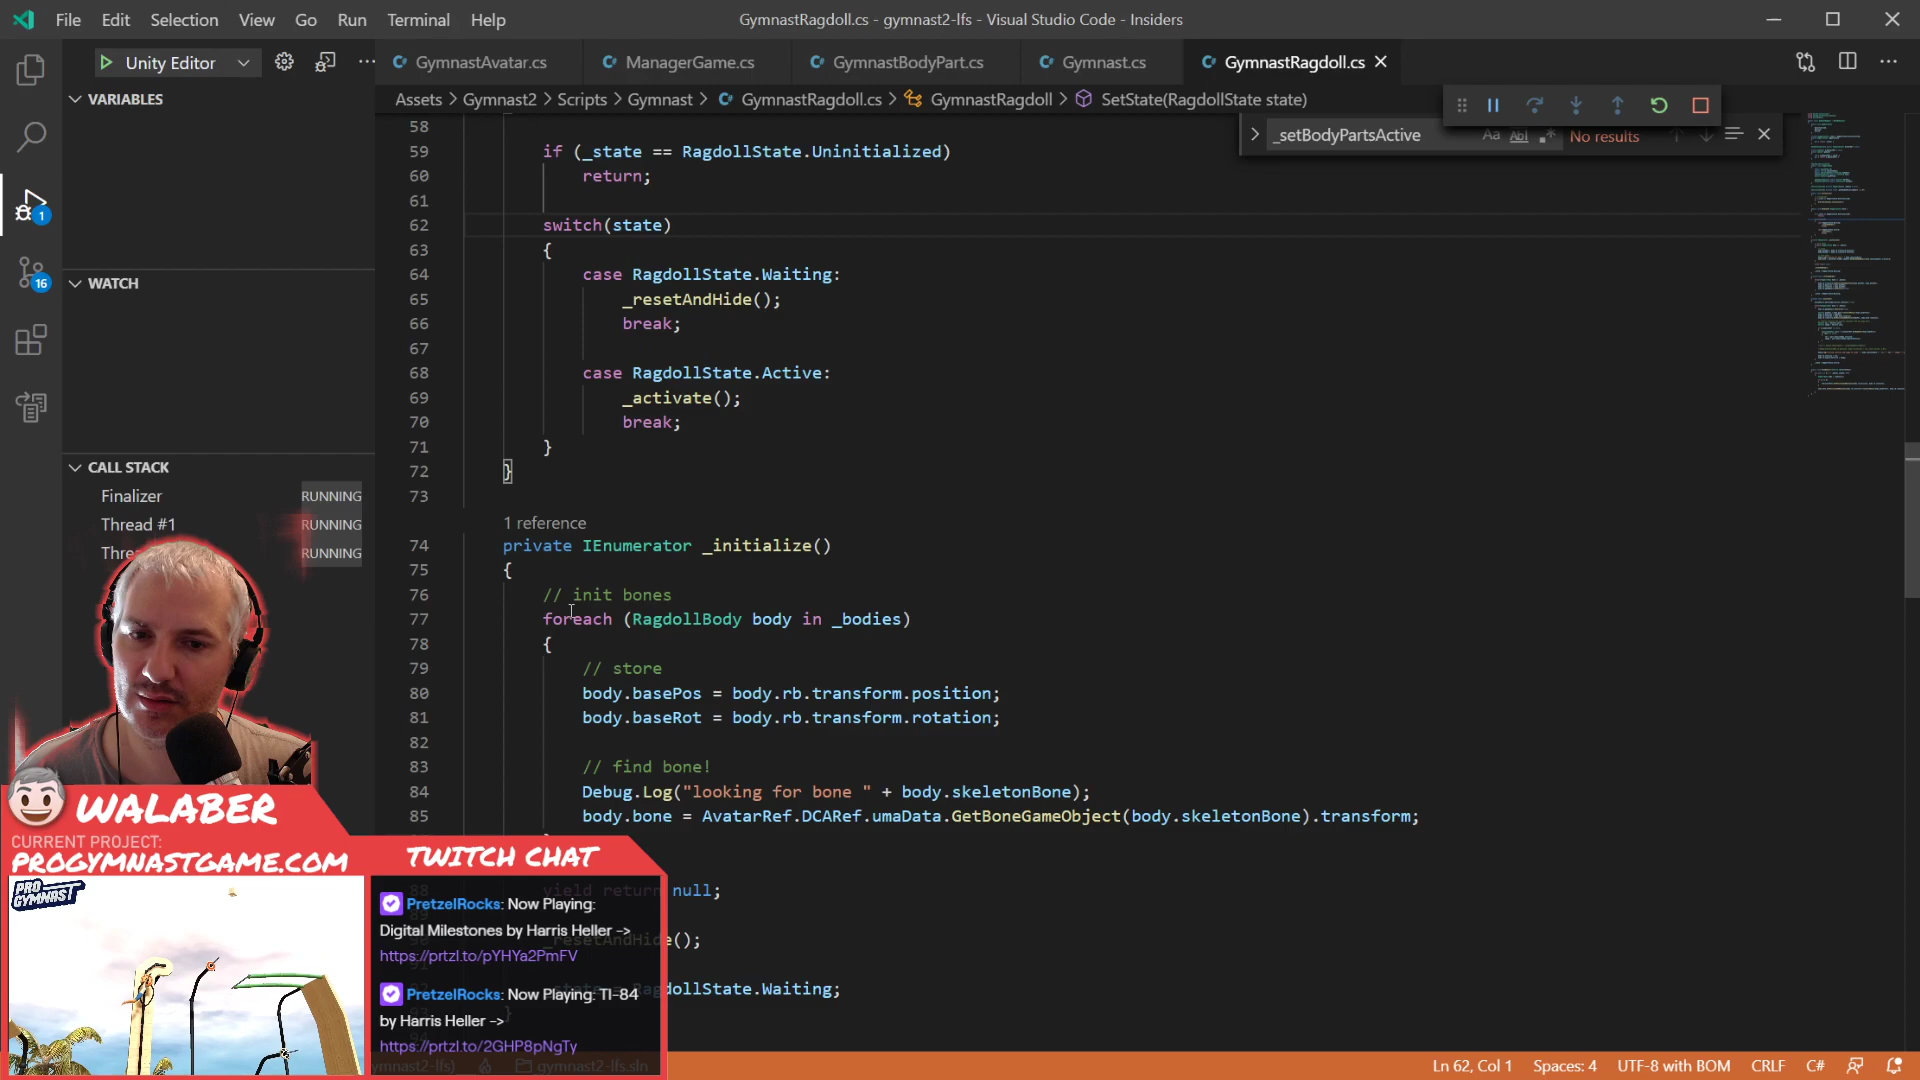 File Edit Selection View Go Run Terminal Help
GymnastRagdoll.cs - gymnast2-lfs - Visual Studio Code - Insiders
Unity Editor
GymnastAvatar.cs ManagerGame.cs GymnastBodyPart.cs Gymnast.cs GymnastRagdoll.cs
Assets > Gymnast2 > Scripts > Gymnast > GymnastRagdoll.cs > GymnastRagdoll > SetState(RagdollState state)
_setBodyPartsActive Aa Abl No results
VARIABLES
WATCH
CALL STACK
Finalizer RUNNING
Thread #1 RUNNING
RUNNING
1
16
58
59 if (_state == RagdollState.Uninitialized)
60 return;
61
62 switch(state)
63 {
64 case RagdollState.Waiting:
65 _resetAndHide();
66 break;
67
68 case RagdollState.Active:
69 _activate();
70 break;
71 }
72 }
73
1 reference
74 private IEnumerator _initialize()
75 {
76 // init bones
77 foreach (RagdollBody body in _bodies)
78 {
79 // store
80 body.basePos = body.rb.transform.position;
81 body.baseRot = body.rb.transform.rotation;
82
83 // find bone!
84 Debug.Log("looking for bone " + body.skeletonBone);
85 body.bone = AvatarRef.DCARef.umaData.GetBoneGameObject(body.skeletonBone).transform;
88 yield return null;
_resetAndHide();
RagdollState.Waiting;
WALABER
CURRENT PROJECT:
PROGYMNASTGAME.COM
PRO GYMNAST
TWITCH CHAT
PretzelRocks: Now Playing:
Digital Milestones by Harris Heller ->
https://prtzl.to/pYHYa2PmFV
PretzelRocks: Now Playing: TI-84
by Harris Heller ->
https://prtzl.to/2GHP8pNgTy
gymnast2-lfs.sln
Ln 62, Col 1 Spaces: 4 UTF-8 with BOM CRLF C#